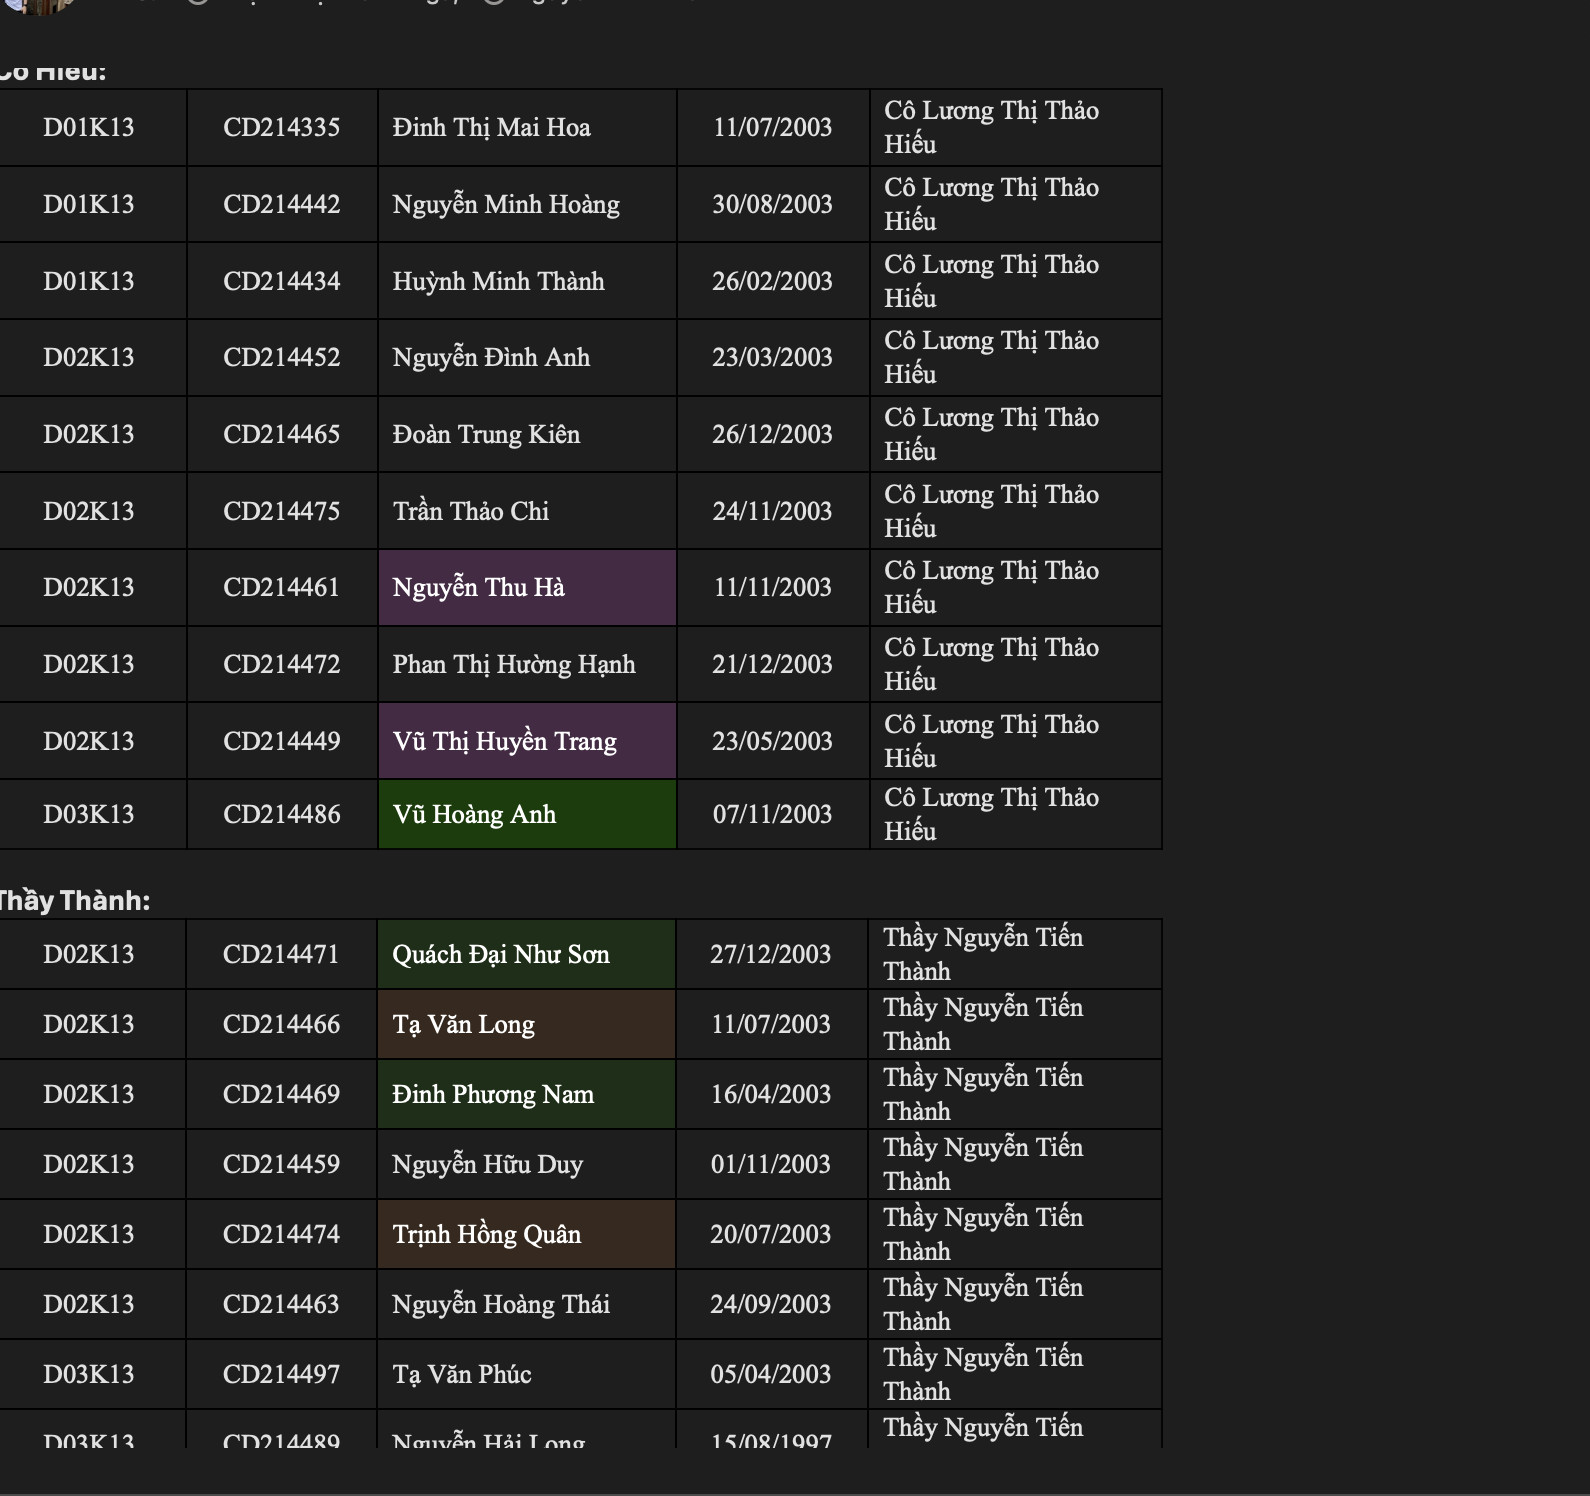 Cô Hiếu:
D01K13 CD214335 Đinh Thị Mai Hoa 11/07/2003 Cô Lương Thị Thảo
Hiếu
D01K13 CD214442 Nguyễn Minh Hoàng 30/08/2003 Cô Lương Thị Thảo
Hiếu
D01K13 CD214434 Huỳnh Minh Thành 26/02/2003 Cô Lương Thị Thảo
Hiếu
D02K13 CD214452 Nguyễn Đình Anh 23/03/2003 Cô Lương Thị Thảo
Hiếu
D02K13 CD214465 Đoàn Trung Kiên 26/12/2003 Cô Lương Thị Thảo
Hiếu
D02K13 CD214475 Trần Thảo Chi 24/11/2003 Cô Lương Thị Thảo
Hiếu
D02K13 CD214461 Nguyễn Thu Hà 11/11/2003 Cô Lương Thị Thảo
Hiếu
D02K13 CD214472 Phan Thị Hường Hạnh 21/12/2003 Cô Lương Thị Thảo
Hiếu
D02K13 CD214449 Vũ Thị Huyền Trang 23/05/2003 Cô Lương Thị Thảo
Hiếu
D03K13 CD214486 Vũ Hoàng Anh 07/11/2003 Cô Lương Thị Thảo
Hiếu
Thầy Thành:
D02K13 CD214471 Quách Đại Như Sơn 27/12/2003 Thầy Nguyễn Tiến
Thành
D02K13 CD214466 Tạ Văn Long 11/07/2003 Thầy Nguyễn Tiến
Thành
D02K13 CD214469 Đinh Phương Nam 16/04/2003 Thầy Nguyễn Tiến
Thành
D02K13 CD214459 Nguyễn Hữu Duy 01/11/2003 Thầy Nguyễn Tiến
Thành
D02K13 CD214474 Trịnh Hồng Quân 20/07/2003 Thầy Nguyễn Tiến
Thành
D02K13 CD214463 Nguyễn Hoàng Thái 24/09/2003 Thầy Nguyễn Tiến
Thành
D03K13 CD214497 Tạ Văn Phúc 05/04/2003 Thầy Nguyễn Tiến
Thành
D03K13 CD214489 Nguyễn Hải Long 15/08/1997 Thầy Nguyễn Tiến